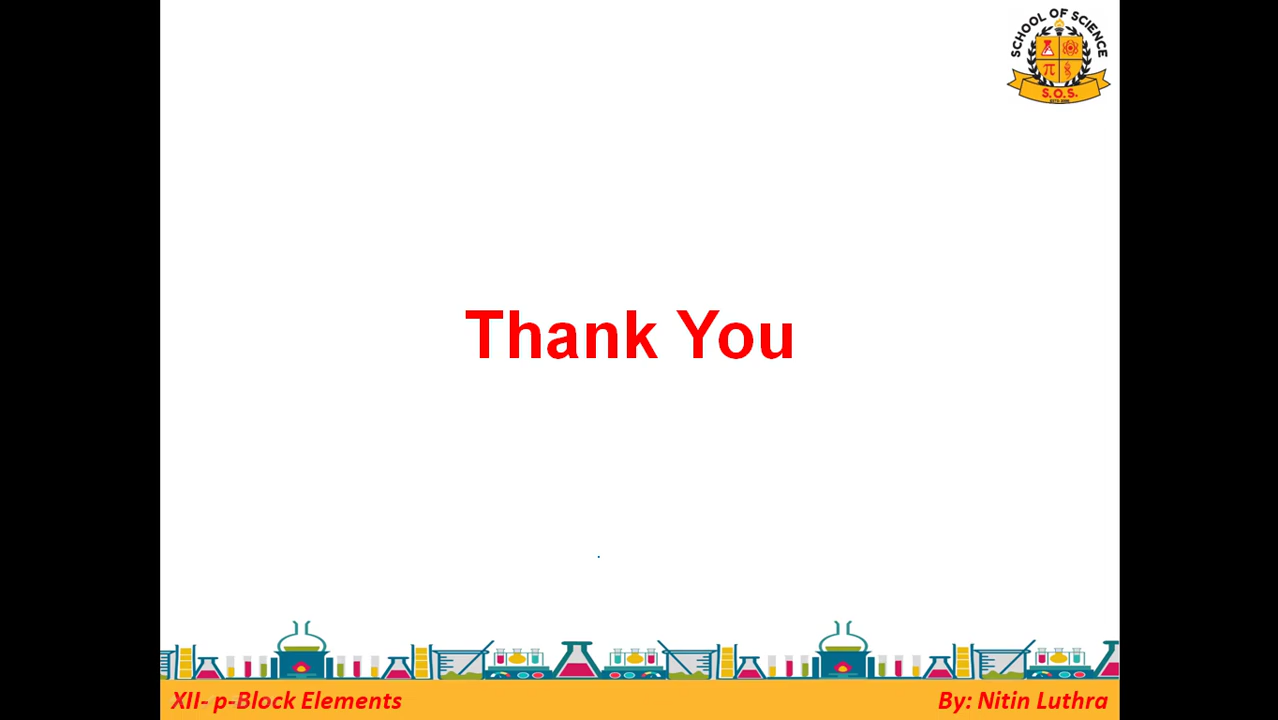 SCHOOL OF SCIENCE
π
S.O.S.
Thank You
XII- p-Block Elements
By: Nitin Luthra